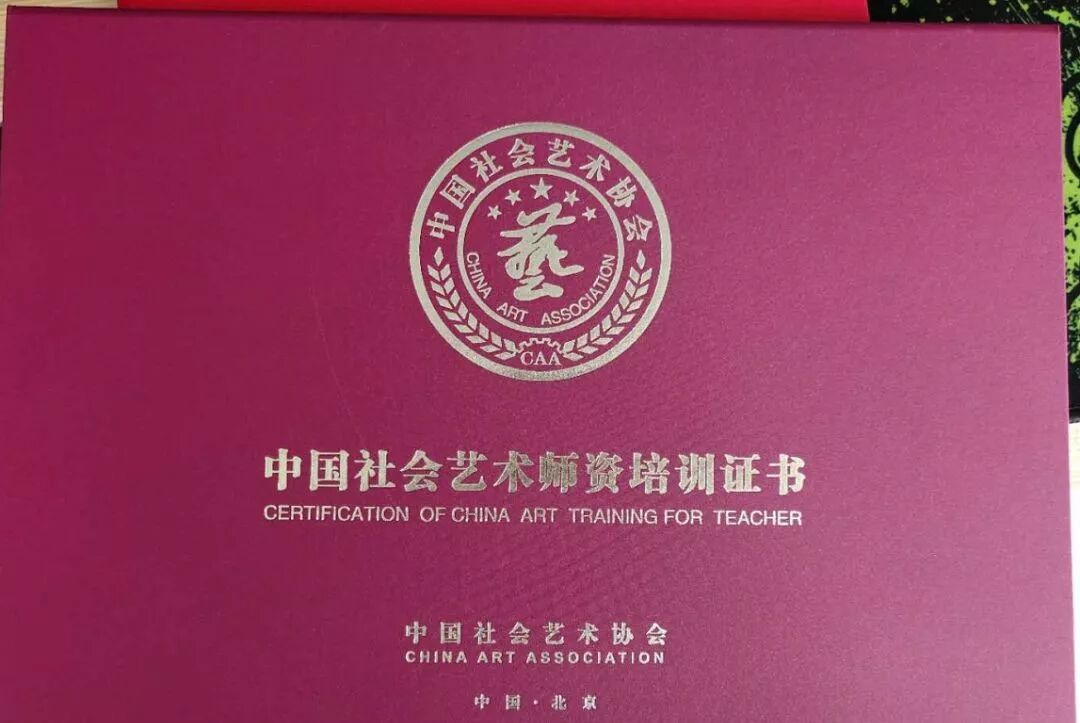 中国社会艺术协会
藝
CHINA ART ASSOCIATION
CAA
中国社会艺术师资培训证书
CERTIFICATION OF CHINA ART TRAINING FOR TEACHER
中国社会艺术协会
CHINA ART ASSOCIATION
中国·北京